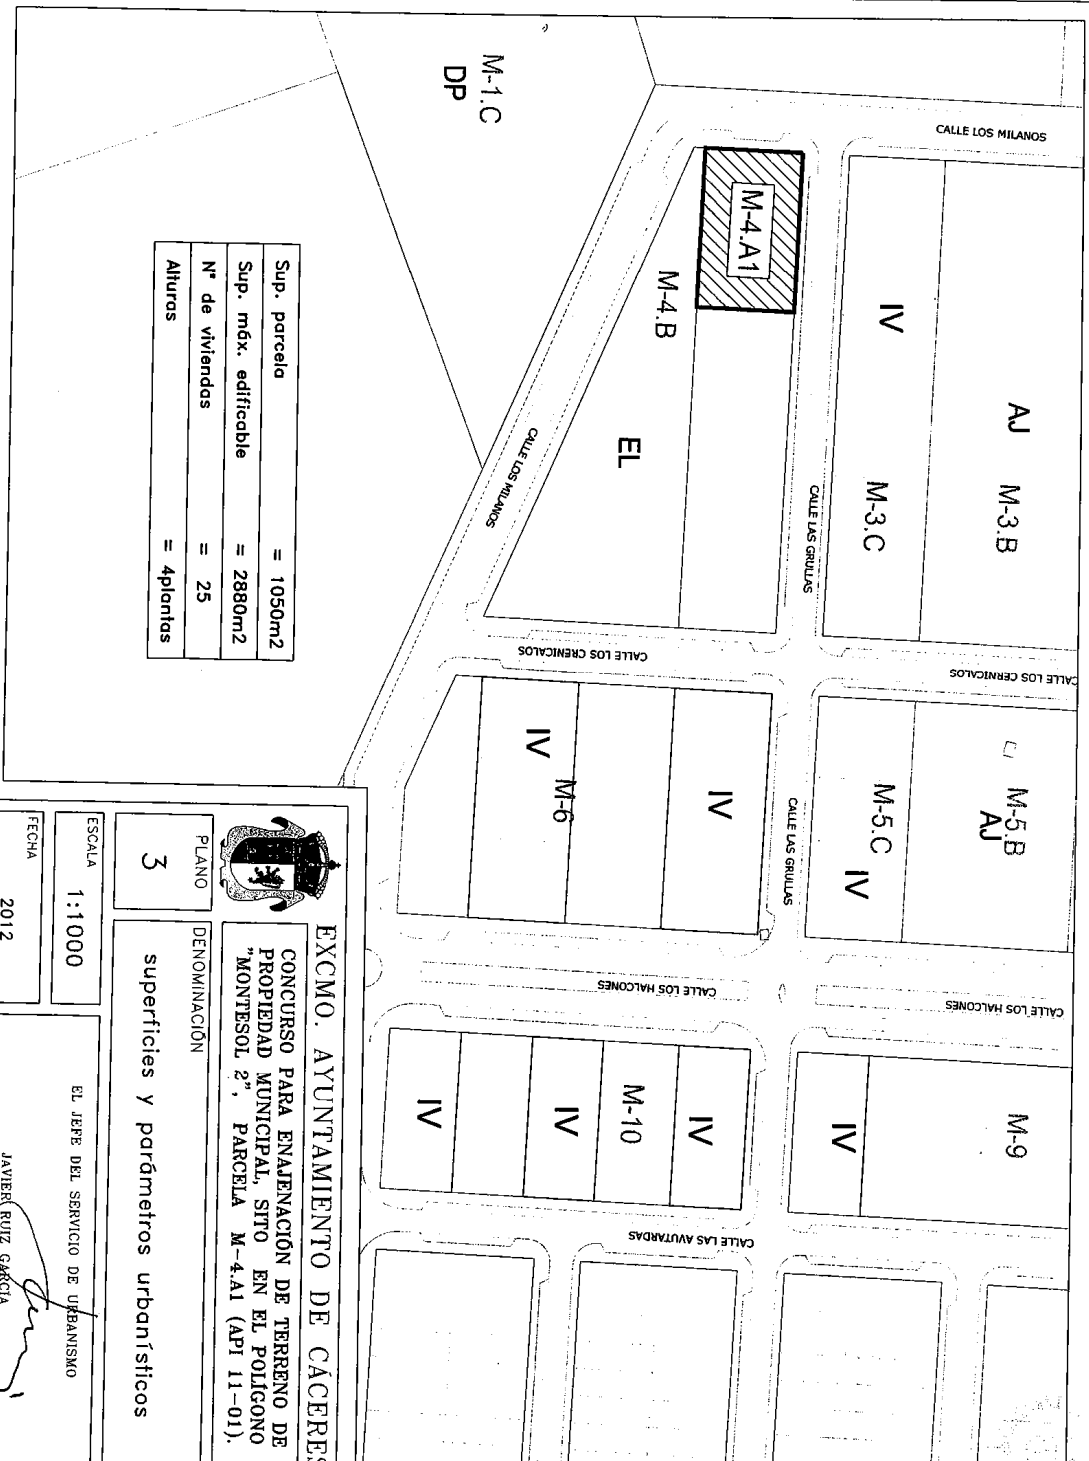 CALLE LOS MILANOS
M-1.C
DP
M-4.A1
M-4.B
EL
IV
M-3.C
AJ
M-3.B
CALLE LAS GRULLAS
CALLE LOS MILANOS
CALLE LOS CRENICALOS
CALLE LOS CERNICALOS
IV
M-6
IV
M-5.B
AJ
M-5.C
IV
CALLE LAS GRULLAS
CALLE LOS HALCONES
CALLE LOS HALCONES
IV
IV
M-10
IV
IV
M-9
CALLE LAS AVUTARDAS
Sup. parcela = 1050m2
Sup. máx. edificable = 2880m2
Nº de viviendas = 25
Alturas = 4plantas
EXCMO. AYUNTAMIENTO DE CÁCERES
CONCURSO PARA ENAJENACIÓN DE TERRENO DE
PROPIEDAD MUNICIPAL, SITO EN EL POLÍGONO
"MONTESOL 2", PARCELA M-4.A1 (API 11-01).
PLANO
3
DENOMINACIÓN
superficies y parámetros urbanísticos
ESCALA
1:1000
FECHA
2012
EL JEFE DEL SERVICIO DE URBANISMO
JAVIER RUIZ GARCÍA